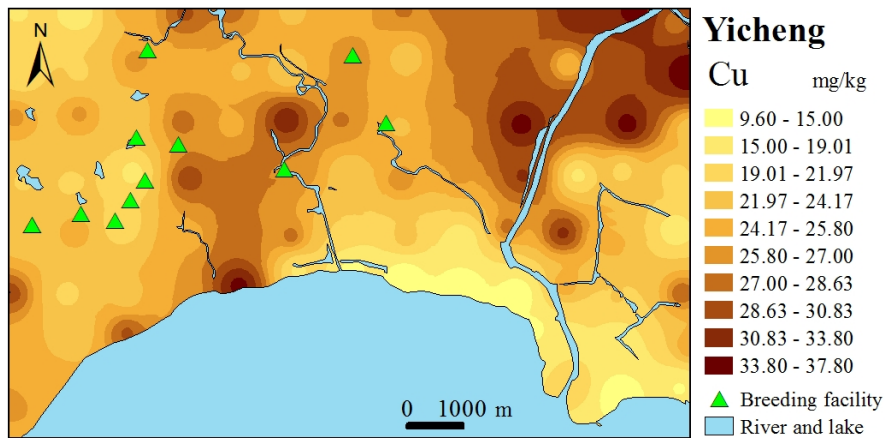 N
Yicheng
Cu mg/kg
9.60 - 15.00
15.00 - 19.01
19.01 - 21.97
21.97 - 24.17
24.17 - 25.80
25.80 - 27.00
27.00 - 28.63
28.63 - 30.83
30.83 - 33.80
33.80 - 37.80
Breeding facility
River and lake
0 1000 m